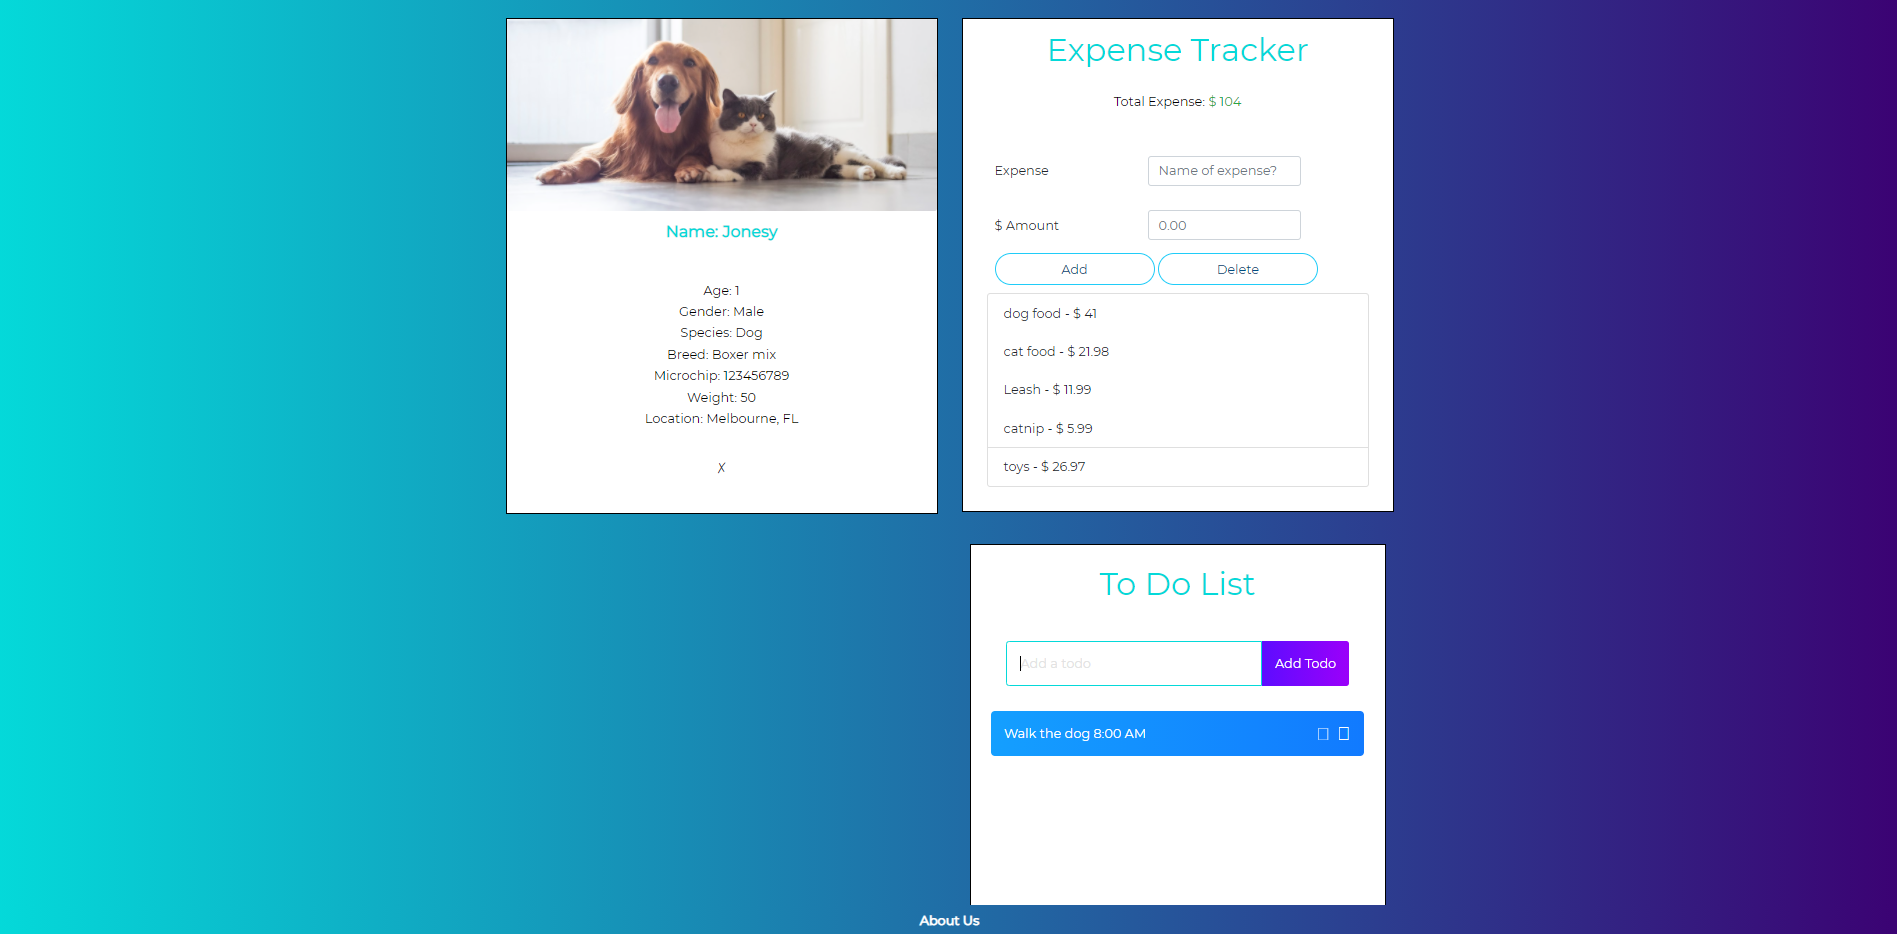 Name: Jonesy
Age: 1
Gender: Male
Species: Dog
Breed: Boxer mix
Microchip: 123456789
Weight: 50
Location: Melbourne, FL
X
Expense Tracker
Total Expense: $ 104
Expense
Name of expense?
$ Amount
0.00
Add
Delete
dog food - $ 41
cat food - $ 21.98
Leash - $ 11.99
catnip - $ 5.99
toys - $ 26.97
To Do List
Add a todo
Add Todo
Walk the dog 8:00 AM
About Us